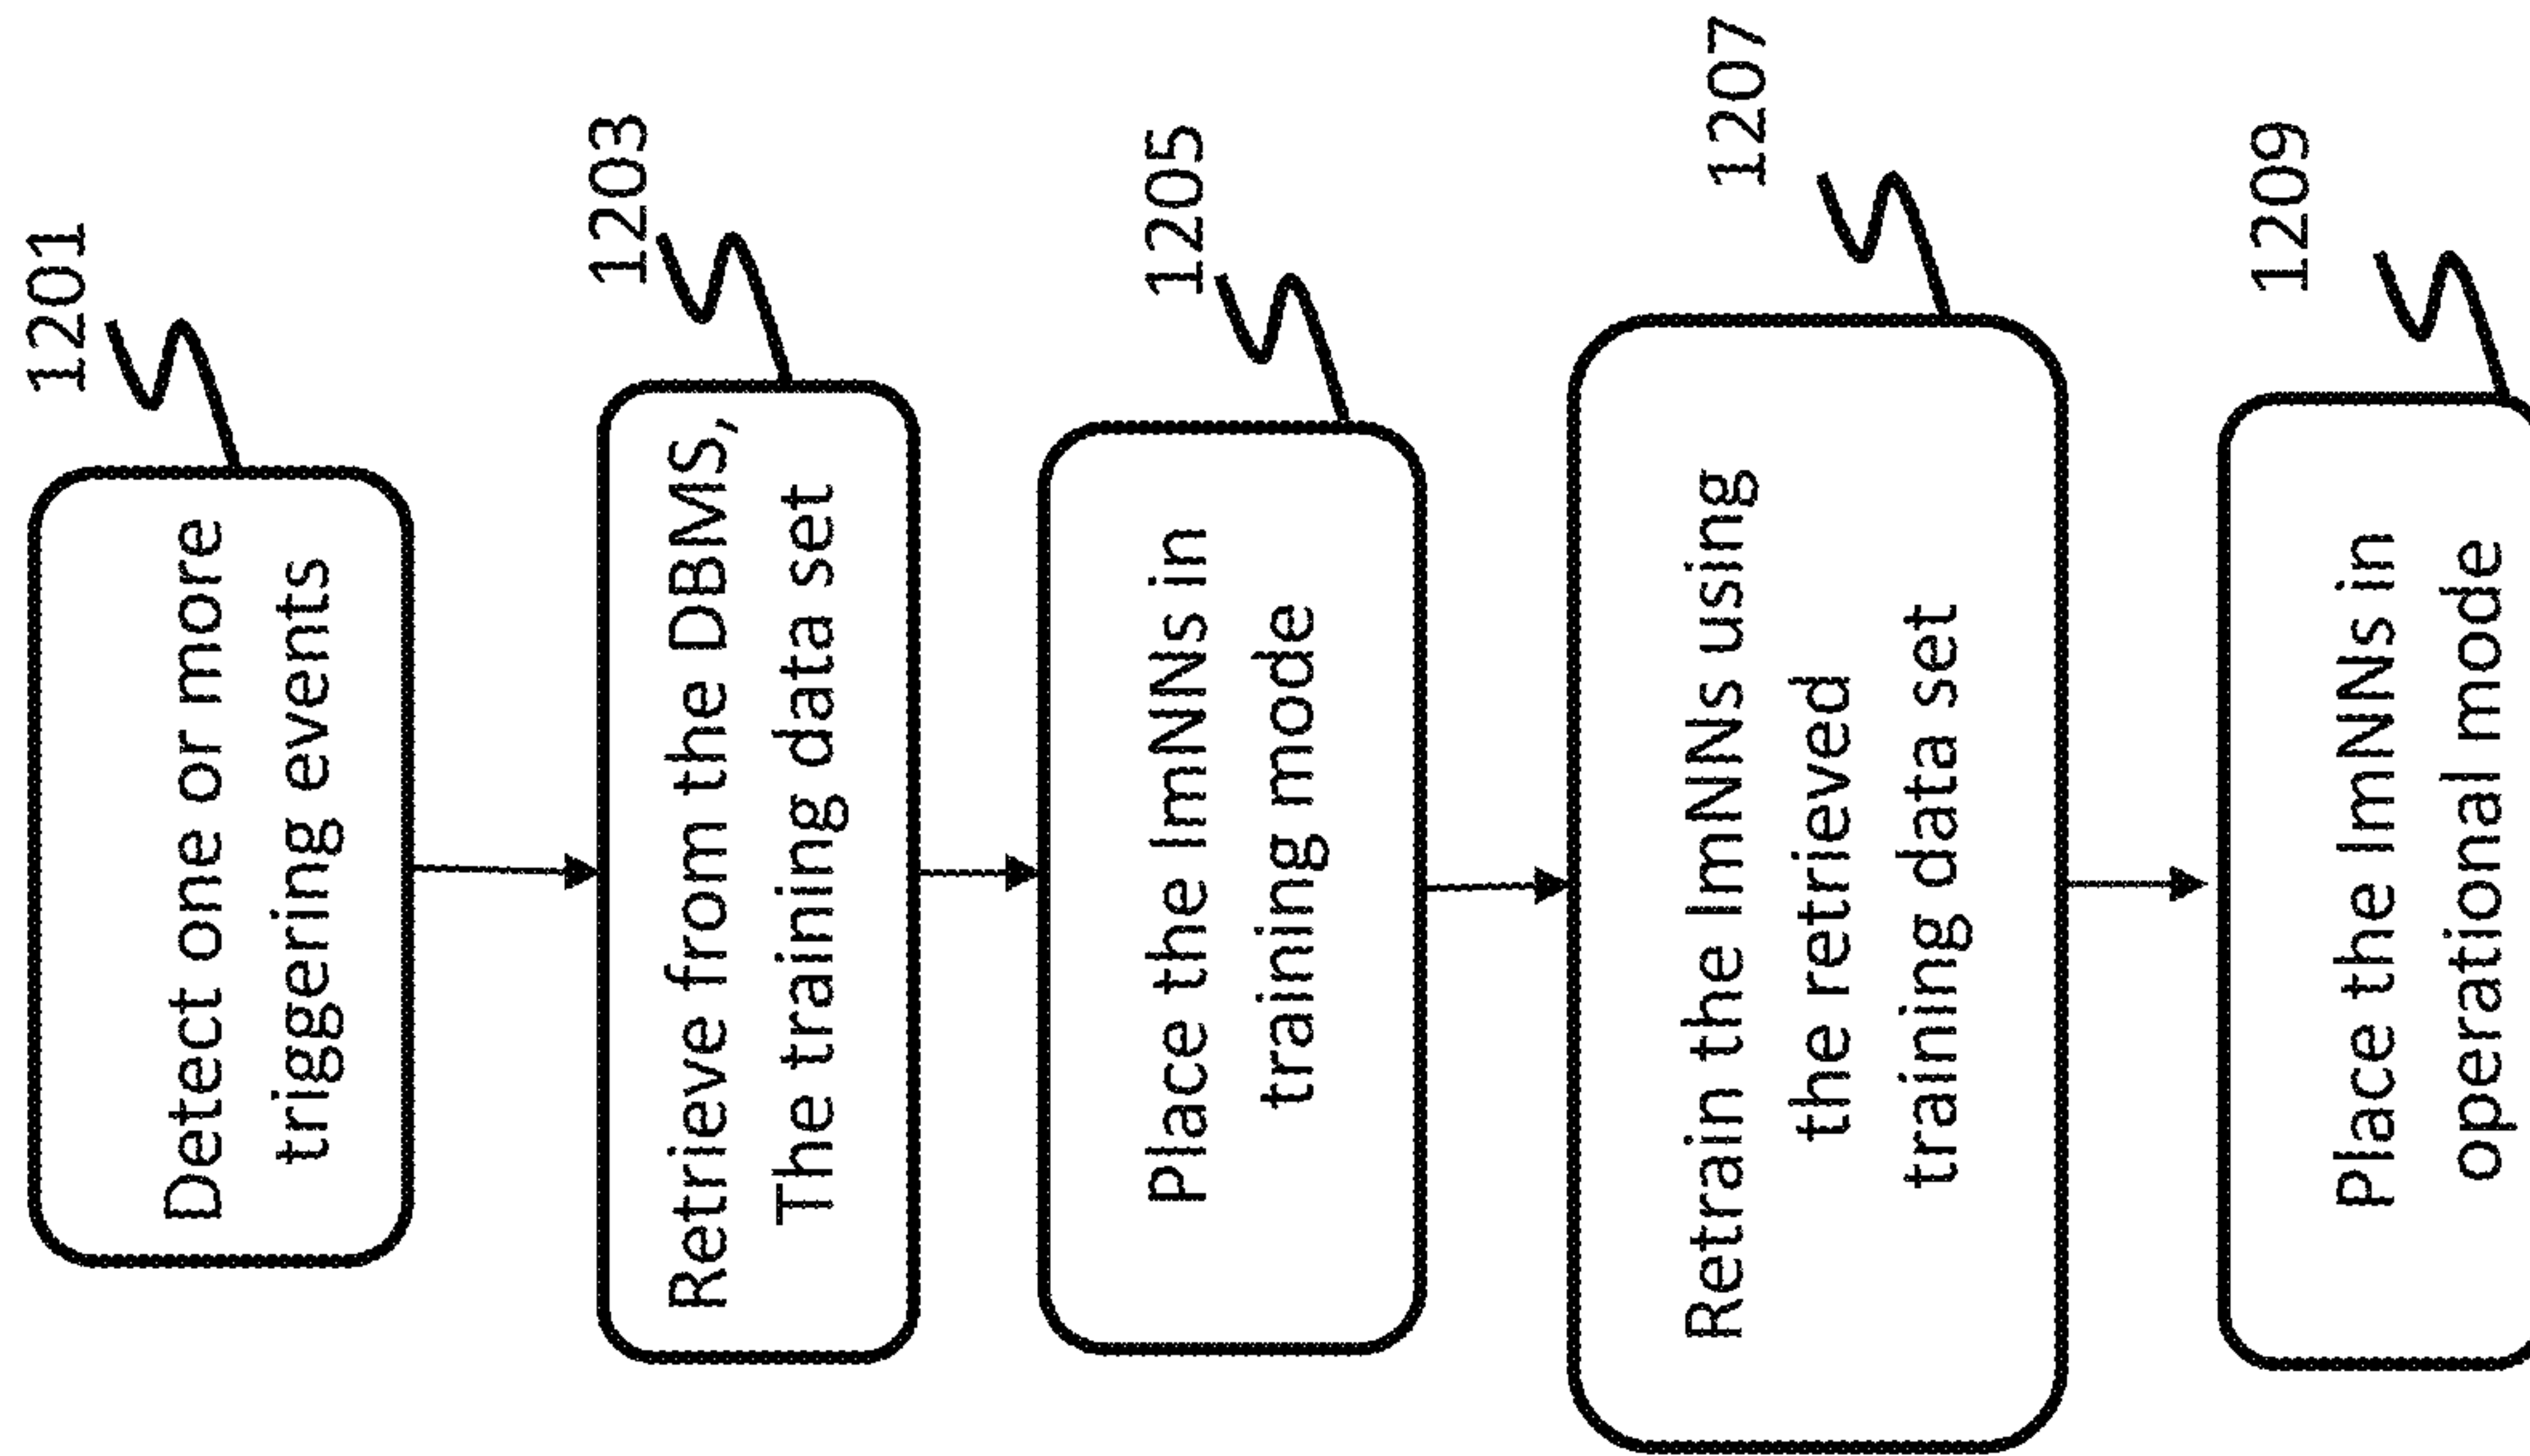 1201
Detect one or more
triggering events
1203
Retrieve from the DBMS,
The training data set
1205
Place the ImNNs in
training mode
1207
Retrain the ImNNs using
the retrieved
training data set
1209
Place the ImNNs in
operational mode